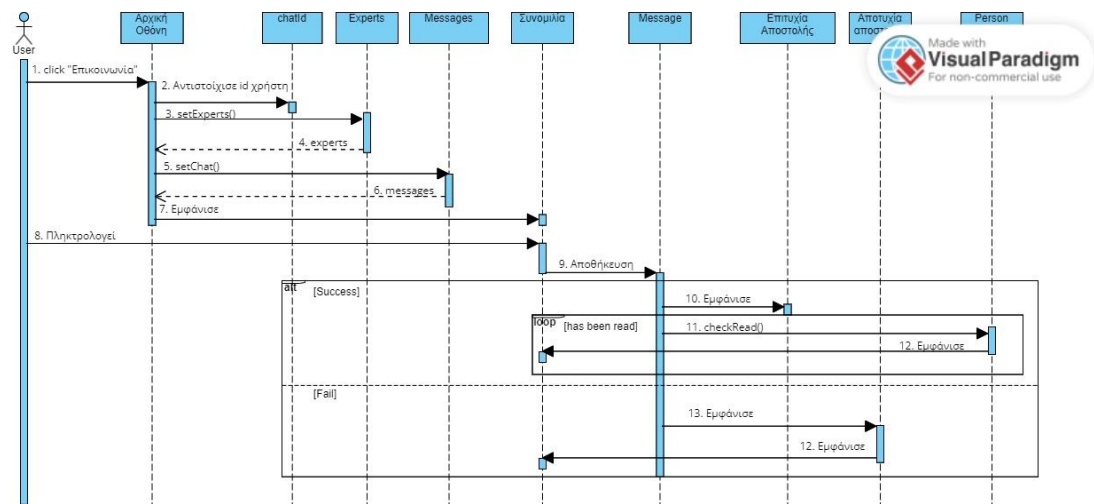 Αρχική
Οθόνη
chatId
Experts
Messages
Συνομιλία
Message
Επιτυχία
Αποστολής
Αποτυχία
Person
User
Made with
Visual Paradigm
For non-commercial use
1. click "Επικοινωνία"
2. Αντιστοίχισε id χρήστη
3. setExperts()
4. experts
5. setChat()
6. messages
7. Εμφάνισε
8. Πληκτρολογεί
9. Αποθήκευση
alt
[Success]
10. Εμφάνισε
loop
[has been read]
11. checkRead()
12. Εμφάνισε
[Fail]
13. Εμφάνισε
12. Εμφάνισε